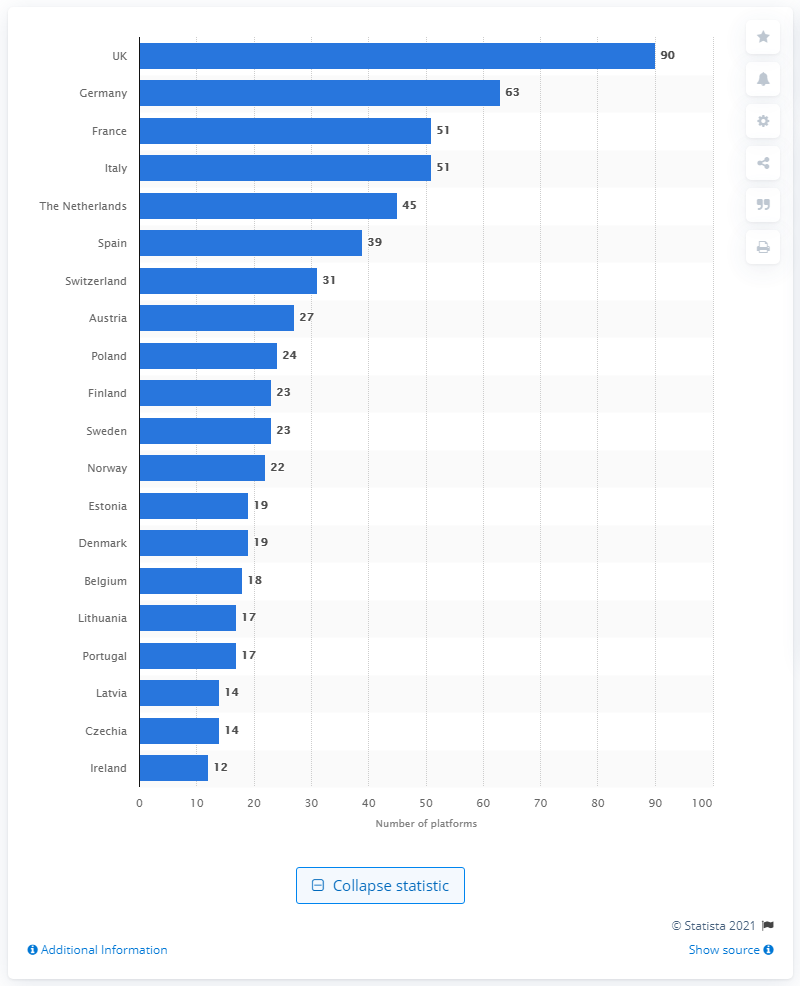 UK 90
Germany 63
France 51
Italy 51
The Netherlands 45
Spain 39
Switzerland 31
Austria 27
Poland 24
Finland 23
Sweden 23
Norway 22
Estonia 19
Denmark 19
Belgium 18
Lithuania 17
Portugal 17
Latvia 14
Czechia 14
Ireland 12
0 10 20 30 40 50 60 70 80 90 100
Number of platforms
Collapse statistic
© Statista 2021
Additional Information Show source